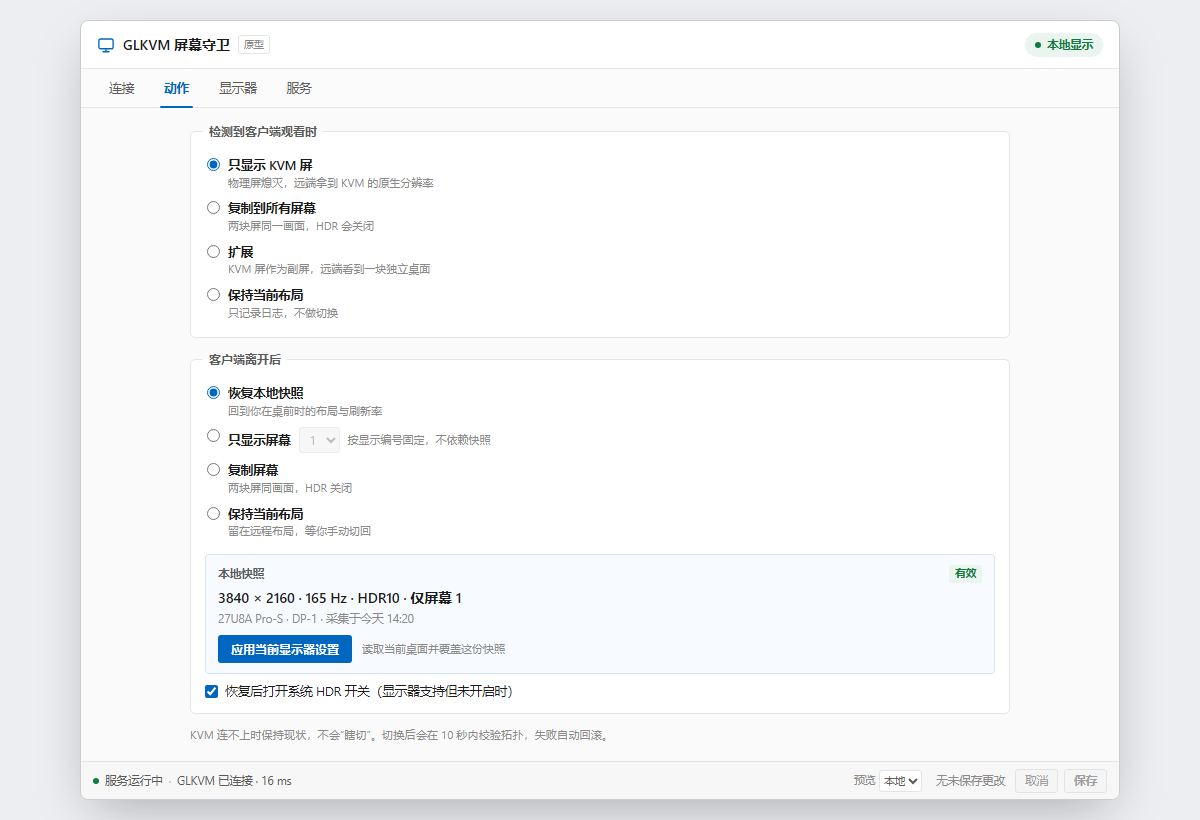 GLKVM 屏幕守卫 原型
本地显示
连接 动作 显示器 服务
检测到客户端观看时
只显示 KVM 屏
物理屏熄灭，远端拿到 KVM 的原生分辨率
复制到所有屏幕
两块屏同一画面，HDR 会关闭
扩展
KVM 屏作为副屏，远端看到一块独立桌面
保持当前布局
只记录日志，不做切换
客户端离开后
恢复本地快照
回到你在桌前时的布局与刷新率
只显示屏幕 1 按显示编号固定，不依赖快照
复制屏幕
两块屏同画面，HDR 关闭
保持当前布局
留在远程布局，等你手动切回
本地快照 有效
3840 × 2160 · 165 Hz · HDR10 · 仅屏幕 1
27U8A Pro-S · DP-1 · 采集于今天 14:20
应用当前显示器设置 读取当前桌面并覆盖这份快照
恢复后打开系统 HDR 开关（显示器支持但未开启时）
KVM 连不上时保持现状，不会“瞎切”。切换后会在 10 秒内校验拓扑，失败自动回滚。
服务运行中 · GLKVM 已连接 · 16 ms 预览 本地 无未保存更改 取消 保存